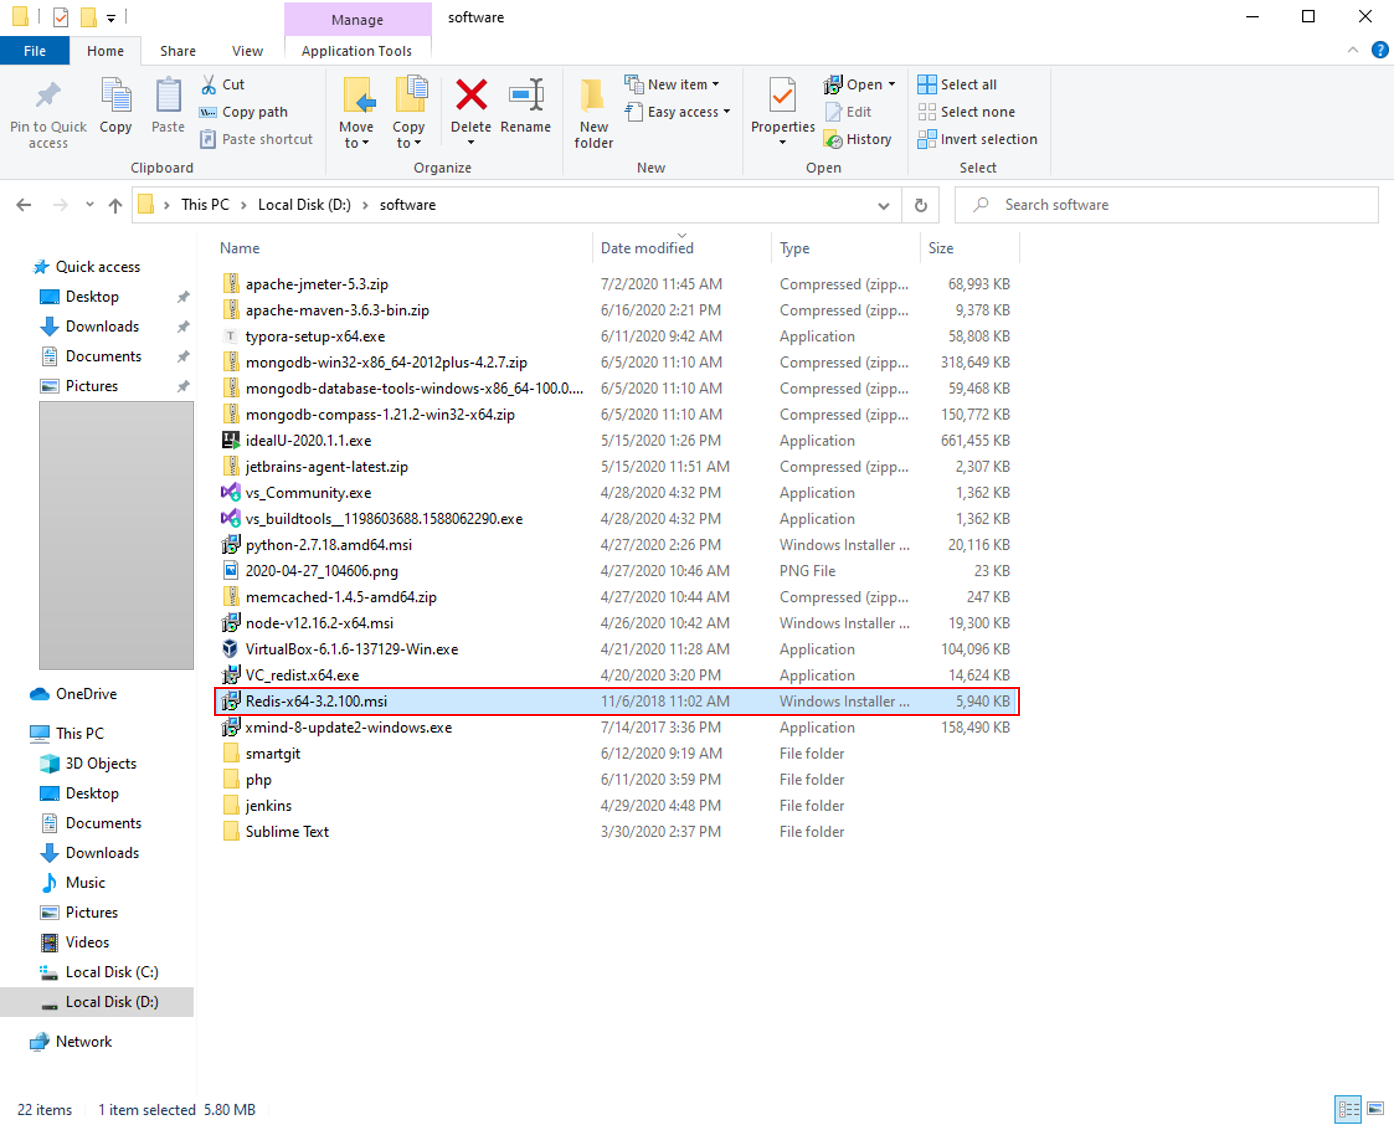 Manage
software
File
Home
Share
View
Application Tools
Pin to Quick access
Copy
Paste
Cut
Copy path
Paste shortcut
Clipboard
Move to
Copy to
Delete
Rename
Organize
New folder
New item
Easy access
New
Properties
Open
Edit
History
Open
Select all
Select none
Invert selection
Select
This PC > Local Disk (D:) > software
Search software
Name Date modified Type Size
apache-jmeter-5.3.zip 7/2/2020 11:45 AM Compressed (zipp... 68,993 KB
apache-maven-3.6.3-bin.zip 6/16/2020 2:21 PM Compressed (zipp... 9,378 KB
typora-setup-x64.exe 6/11/2020 9:42 AM Application 58,808 KB
mongodb-win32-x86_64-2012plus-4.2.7.zip 6/5/2020 11:10 AM Compressed (zipp... 318,649 KB
mongodb-database-tools-windows-x86_64-100.0.... 6/5/2020 11:10 AM Compressed (zipp... 59,468 KB
mongodb-compass-1.21.2-win32-x64.zip 6/5/2020 11:10 AM Compressed (zipp... 150,772 KB
ideaIU-2020.1.1.exe 5/15/2020 1:26 PM Application 661,455 KB
jetbrains-agent-latest.zip 5/15/2020 11:51 AM Compressed (zipp... 2,307 KB
vs_Community.exe 4/28/2020 4:32 PM Application 1,362 KB
vs_buildtools__1198603688.1588062290.exe 4/28/2020 4:32 PM Application 1,362 KB
python-2.7.18.amd64.msi 4/27/2020 2:26 PM Windows Installer ... 20,116 KB
2020-04-27_104606.png 4/27/2020 10:46 AM PNG File 23 KB
memcached-1.4.5-amd64.zip 4/27/2020 10:44 AM Compressed (zipp... 247 KB
node-v12.16.2-x64.msi 4/26/2020 10:42 AM Windows Installer ... 19,300 KB
VirtualBox-6.1.6-137129-Win.exe 4/21/2020 11:28 AM Application 104,096 KB
VC_redist.x64.exe 4/20/2020 3:20 PM Application 14,624 KB
Redis-x64-3.2.100.msi 11/6/2018 11:02 AM Windows Installer ... 5,940 KB
xmind-8-update2-windows.exe 7/14/2017 3:36 PM Application 158,490 KB
smartgit 6/12/2020 9:19 AM File folder
php 6/11/2020 3:59 PM File folder
jenkins 4/29/2020 4:48 PM File folder
Sublime Text 3/30/2020 2:37 PM File folder
Quick access
Desktop
Downloads
Documents
Pictures
OneDrive
This PC
3D Objects
Desktop
Documents
Downloads
Music
Pictures
Videos
Local Disk (C:)
Local Disk (D:)
Network
22 items 1 item selected 5.80 MB